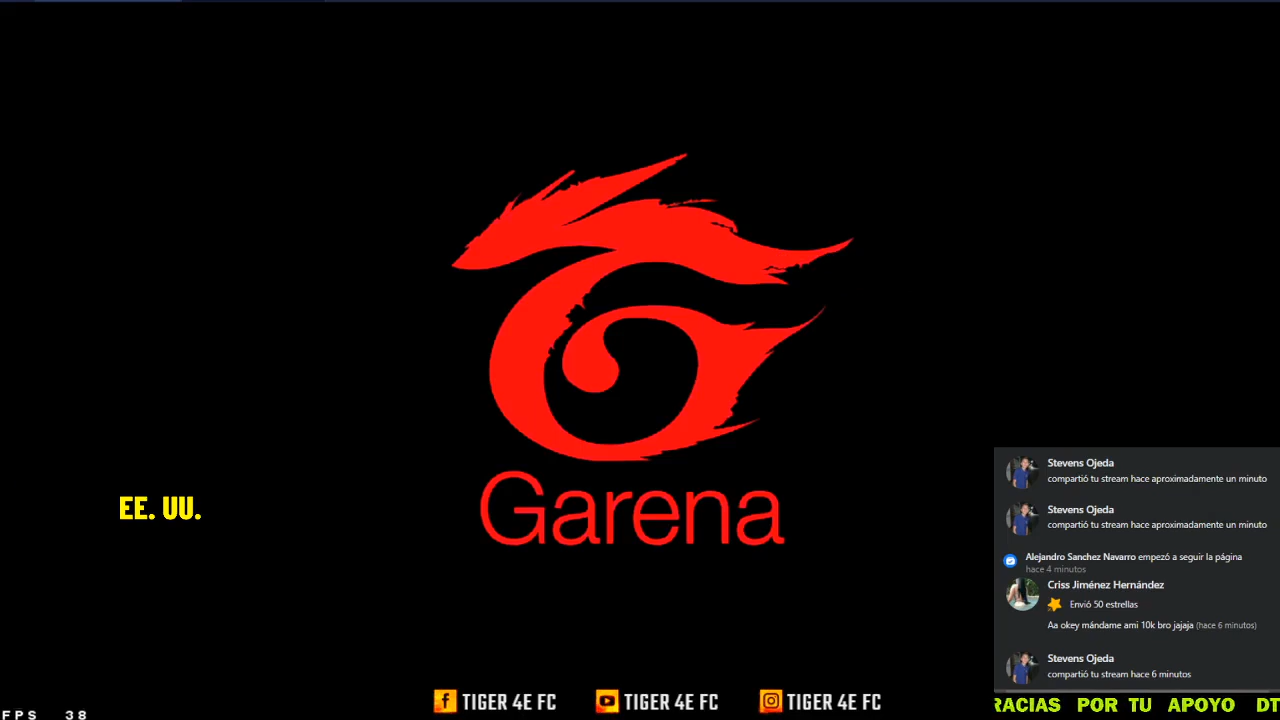 Garena
EE. UU.
Stevens Ojeda
compartió tu stream hace aproximadamente un minuto
Stevens Ojeda
compartió tu stream hace aproximadamente un minuto
Alejandro Sanchez Navarro empezó a seguir la página
hace 4 minutos
Criss Jiménez Hernández
Envió 50 estrellas
Aa okey mándame ami 10k bro jajaja (hace 6 minutos)
Stevens Ojeda
compartió tu stream hace 6 minutos
TIGER 4E FC TIGER 4E FC TIGER 4E FC
RACIAS POR TU APOYO DT
FPS 38